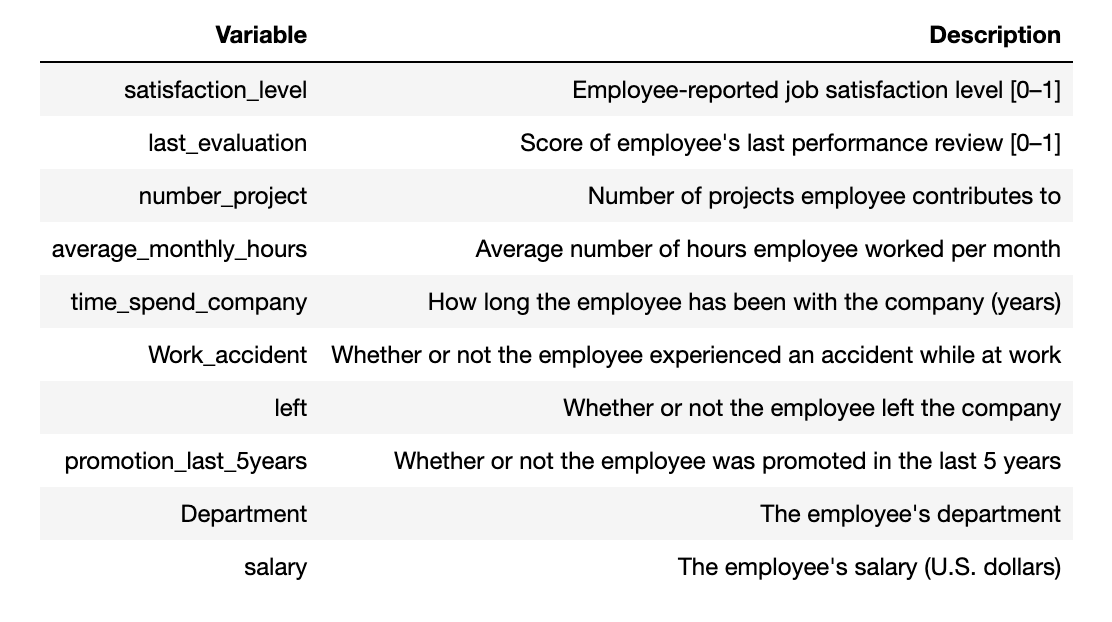 Variable Description
satisfaction_level Employee-reported job satisfaction level [0–1]
last_evaluation Score of employee's last performance review [0–1]
number_project Number of projects employee contributes to
average_monthly_hours Average number of hours employee worked per month
time_spend_company How long the employee has been with the company (years)
Work_accident Whether or not the employee experienced an accident while at work
left Whether or not the employee left the company
promotion_last_5years Whether or not the employee was promoted in the last 5 years
Department The employee's department
salary The employee's salary (U.S. dollars)